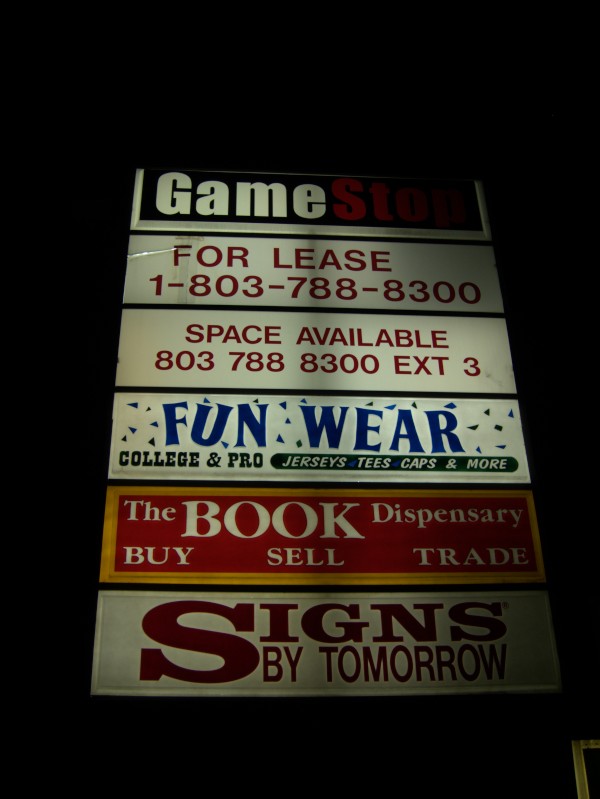 GameStop
FOR LEASE
1-803-788-8300
SPACE AVAILABLE
803 788 8300 EXT 3
FUN WEAR
COLLEGE & PRO JERSEYS TEES CAPS & MORE
The BOOK Dispensary
BUY SELL TRADE
SIGNS
BY TOMORROW